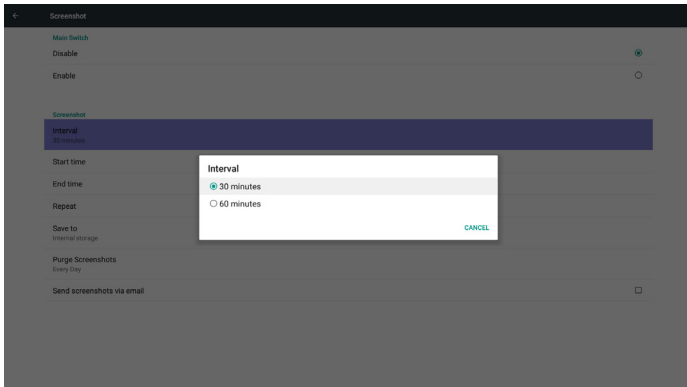 Screenshot
Main Switch
Disable
Enable
Screenshot
Interval
30 minutes
Start time
End time
Repeat
Save to
Internal storage
Purge Screenshots
Every Day
Send screenshots via email
Interval
30 minutes
60 minutes
CANCEL